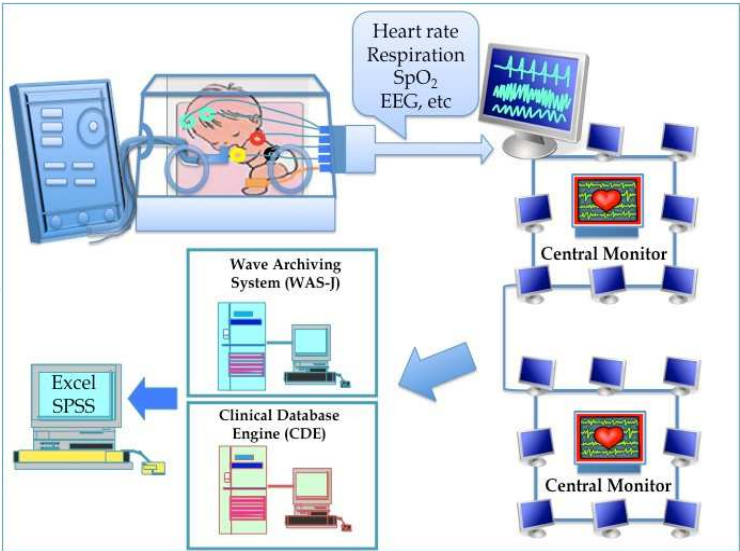 Heart rate
Respiration
SpO₂
EEG, etc
Central Monitor
Wave Archiving
System (WAS-J)
Excel
SPSS
Clinical Database
Engine (CDE)
Central Monitor